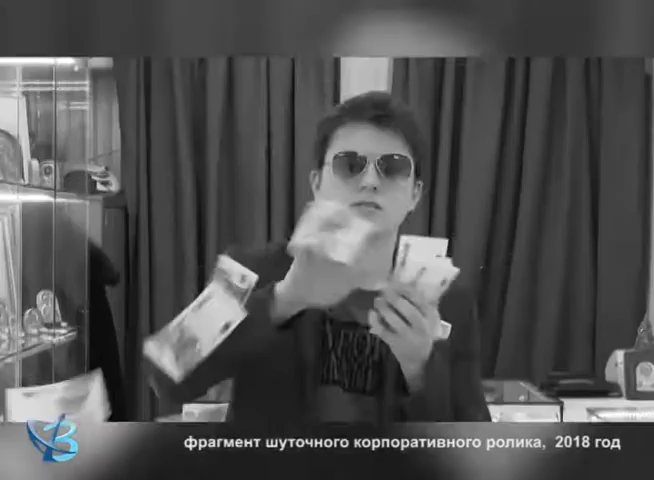 фрагмент шуточного корпоративного ролика, 2018 год